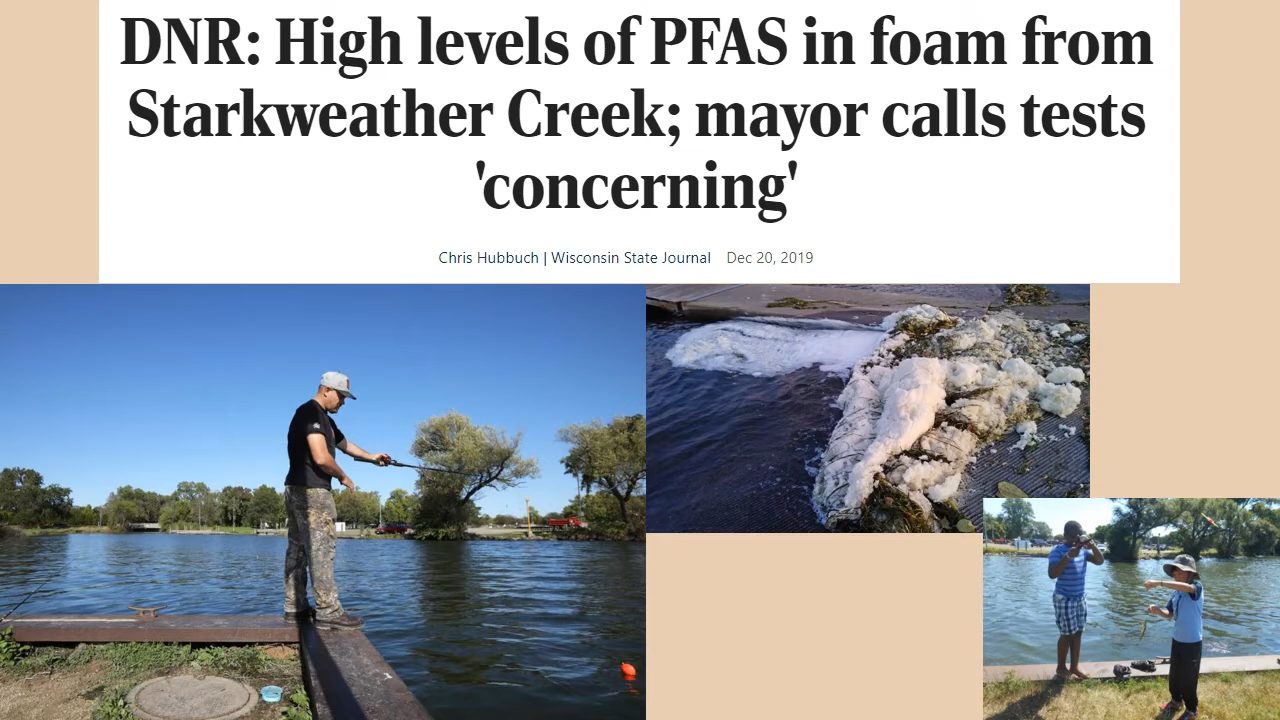 DNR: High levels of PFAS in foam from
Starkweather Creek; mayor calls tests
'concerning'
Chris Hubbuch | Wisconsin State Journal Dec 20, 2019